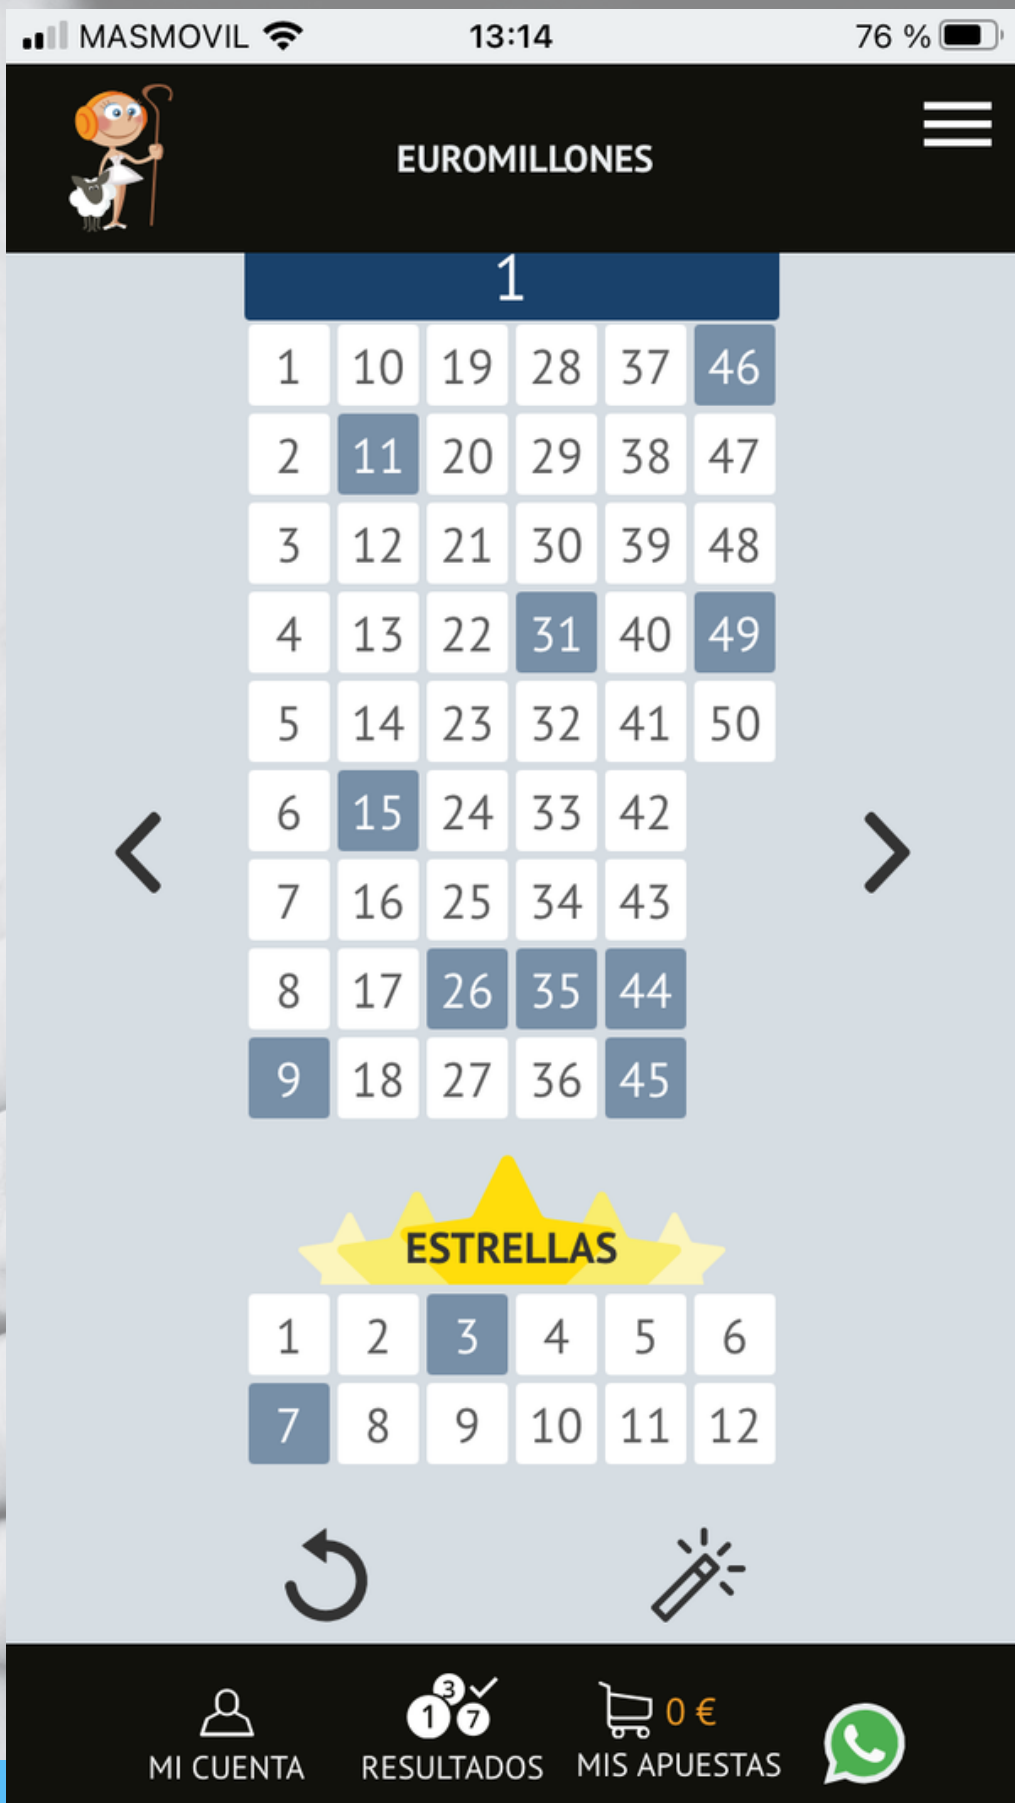 MASMOVIL 13:14 76 %
EUROMILLONES
1
1 10 19 28 37 46
2 11 20 29 38 47
3 12 21 30 39 48
4 13 22 31 40 49
5 14 23 32 41 50
6 15 24 33 42
7 16 25 34 43
8 17 26 35 44
9 18 27 36 45
ESTRELLAS
1 2 3 4 5 6
7 8 9 10 11 12
3
1 7
0 €
MI CUENTA RESULTADOS MIS APUESTAS